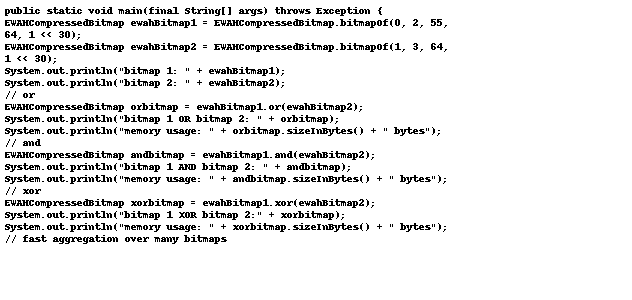 public static void main(final String[] args) throws Exception {
EWAHCompressedBitmap ewahBitmap1 = EWAHCompressedBitmap.bitmapOf(0, 2, 55,
64, 1 << 30);
EWAHCompressedBitmap ewahBitmap2 = EWAHCompressedBitmap.bitmapOf(1, 3, 64,
1 << 30);
System.out.println("bitmap 1: " + ewahBitmap1);
System.out.println("bitmap 2: " + ewahBitmap2);
// or
EWAHCompressedBitmap orbitmap = ewahBitmap1.or(ewahBitmap2);
System.out.println("bitmap 1 OR bitmap 2: " + orbitmap);
System.out.println("memory usage: " + orbitmap.sizeInBytes() + " bytes");
// and
EWAHCompressedBitmap andbitmap = ewahBitmap1.and(ewahBitmap2);
System.out.println("bitmap 1 AND bitmap 2: " + andbitmap);
System.out.println("memory usage: " + andbitmap.sizeInBytes() + " bytes");
// xor
EWAHCompressedBitmap xorbitmap = ewahBitmap1.xor(ewahBitmap2);
System.out.println("bitmap 1 XOR bitmap 2:" + xorbitmap);
System.out.println("memory usage: " + xorbitmap.sizeInBytes() + " bytes");
// fast aggregation over many bitmaps